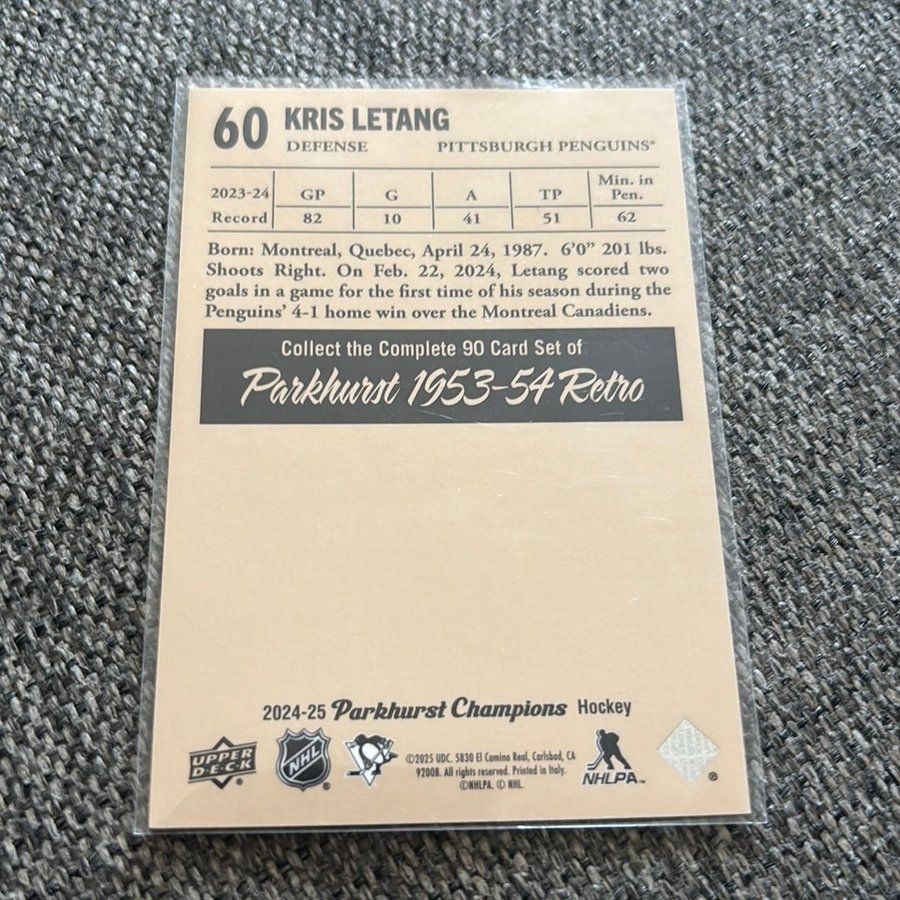 60 KRIS LETANG
DEFENSE PITTSBURGH PENGUINS®
2023-24 GP G A TP Min. in Pen.
Record 82 10 41 51 62
Born: Montreal, Quebec, April 24, 1987. 6’0” 201 lbs.
Shoots Right. On Feb. 22, 2024, Letang scored two
goals in a game for the first time of his season during the
Penguins’ 4-1 home win over the Montreal Canadiens.
Collect the Complete 90 Card Set of
Parkhurst 1953-54 Retro
2024-25 Parkhurst Champions Hockey
UPPER DECK
NHL ®
©2025 UDC. 5830 El Camino Real, Carlsbad, CA
92008. All rights reserved. Printed in Italy.
©NHLPA. © NHL.
NHLPA™
®